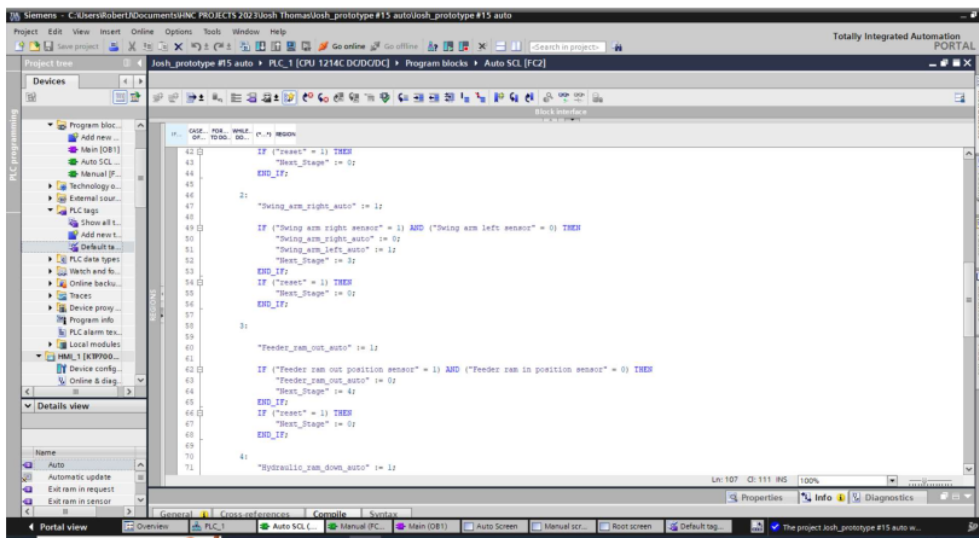 Siemens - C:\Users\RobertJ\Documents\HNC PROJECTS 2023\Josh Thomas\Josh_prototype #15 auto\Josh_prototype #15 auto
Project Edit View Insert Online Options Tools Window Help
Totally Integrated Automation
PORTAL
Save project
Go online
Go offline
<Search in project>
Project tree
Josh_prototype #15 auto
PLC_1 [CPU 1214C DC/DC/DC]
Program blocks
Auto SCL [FC2]
Devices
PLC programming
Block interface
Program bloc...
Add new ...
Main [OB1]
Auto SCL ...
Manual [F...
Technology o...
External sour...
PLC tags
Show all t...
Add new t...
Default ta...
PLC data types
Watch and fo...
Online backu...
Traces
Device proxy ...
Program info
PLC alarm tex...
Local modules
HMI_1 [KTP700...
Device config...
Online & diag...
Details view
Name
Auto
Automatic update
Exit ram in request
Exit ram in sensor
IF... CASE... OF... FOR... TO DO... WHILE... DO... (*...*) REGION
42 IF ("reset" = 1) THEN
43 "Next_Stage" := 0;
44 END_IF;
45
46 2:
47 "Swing_arm_right_auto" := 1;
48
49 IF ("Swing arm right sensor" = 1) AND ("Swing arm left sensor" = 0) THEN
50 "Swing_arm_right_auto" := 0;
51 "Swing_arm_left_auto" := 1;
52 "Next_Stage" := 3;
53 END_IF;
54 IF ("reset" = 1) THEN
55 "Next_Stage" := 0;
56 END_IF;
57
58 3:
59
60 "Feeder_ram_out_auto" := 1;
61
62 IF ("Feeder ram out position sensor" = 1) AND ("Feeder ram in position sensor" = 0) THEN
63 "Feeder_ram_out_auto" := 0;
64 "Next_Stage" := 4;
65 END_IF;
66 IF ("reset" = 1) THEN
67 "Next_Stage" := 0;
68 END_IF;
69
70 4:
71 "Hydraulic_ram_down_auto" := 1;
Ln: 107 Cl: 111 INS 100%
Properties Info Diagnostics
General Cross-references Compile Syntax
Portal view
Overview
PLC_1
Auto SCL (...
Manual (FC...
Main (OB1)
Auto Screen
Manual scr...
Root screen
Default tag...
The project Josh_prototype #15 auto w...